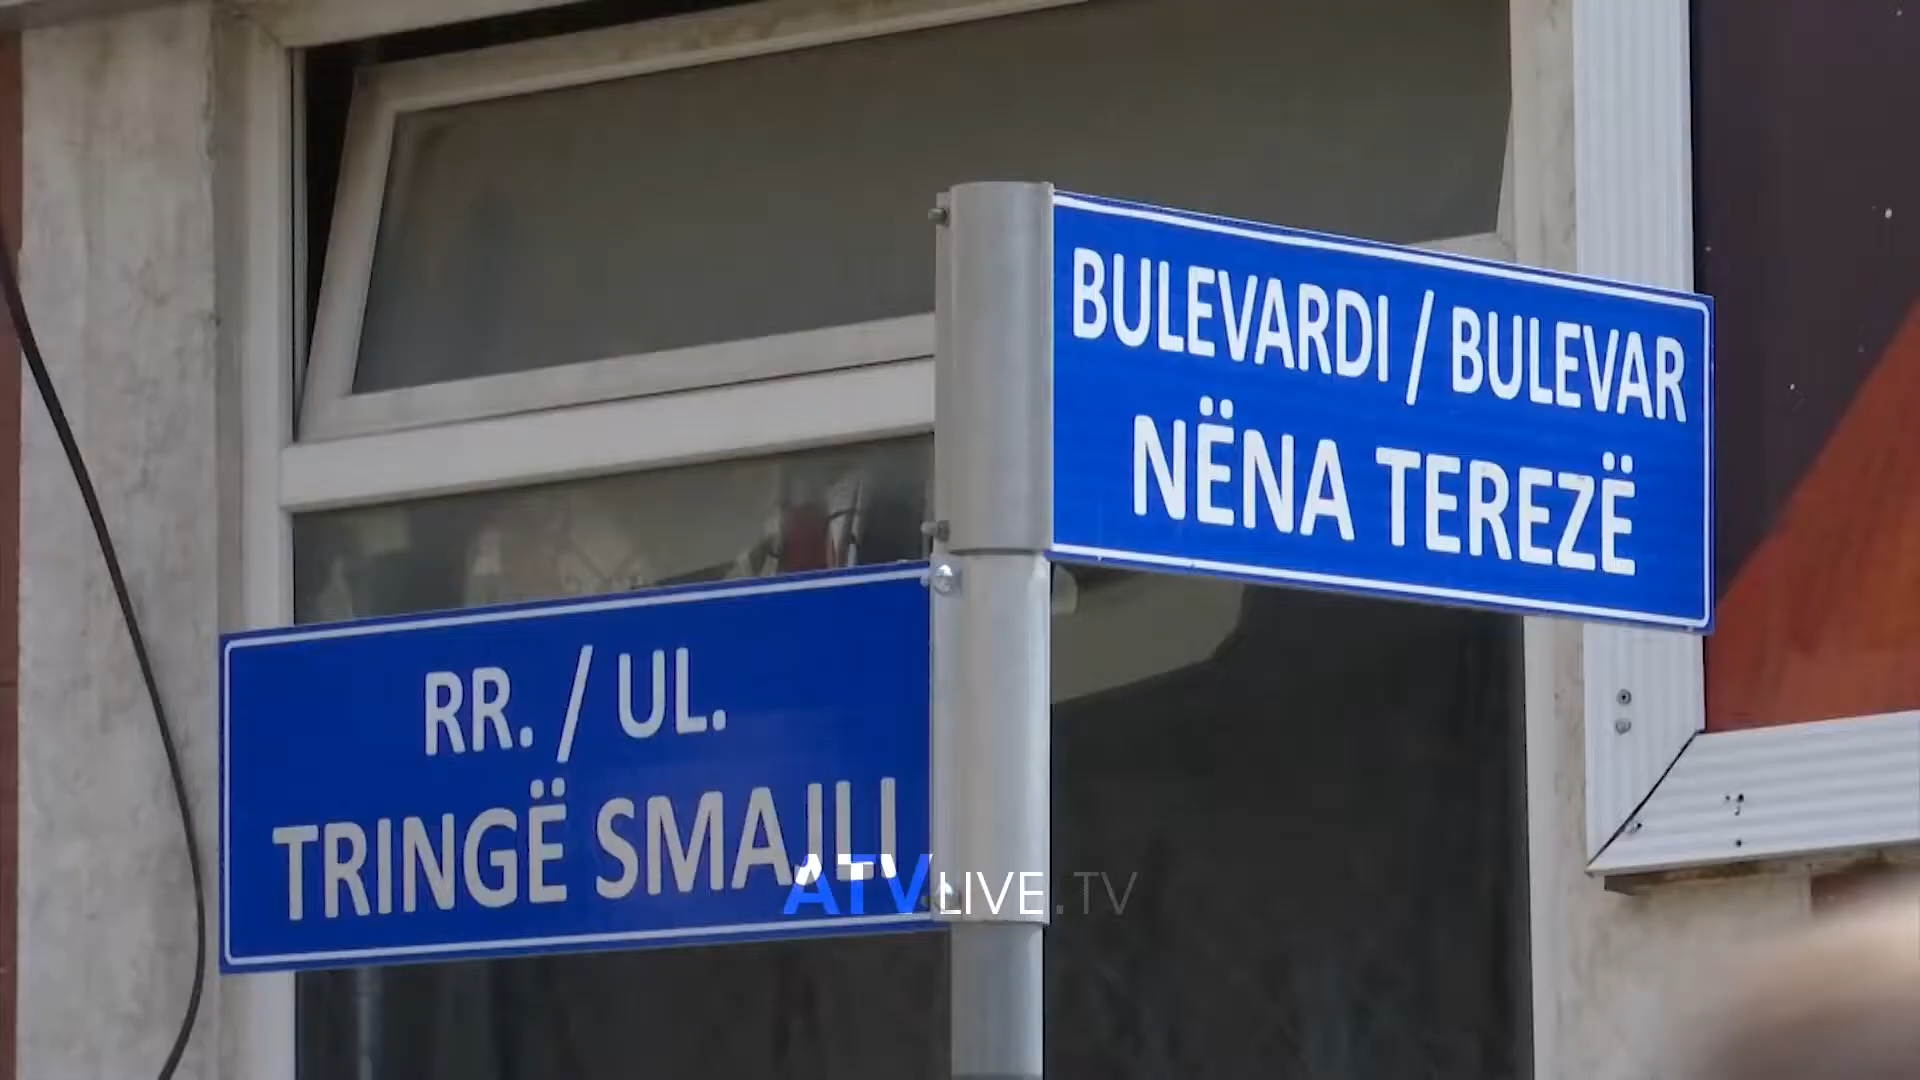 BULEVARDI / BULEVAR
NËNA TEREZË
RR. / UL.
TRINGË SMAJLI
ATVLIVE.TV